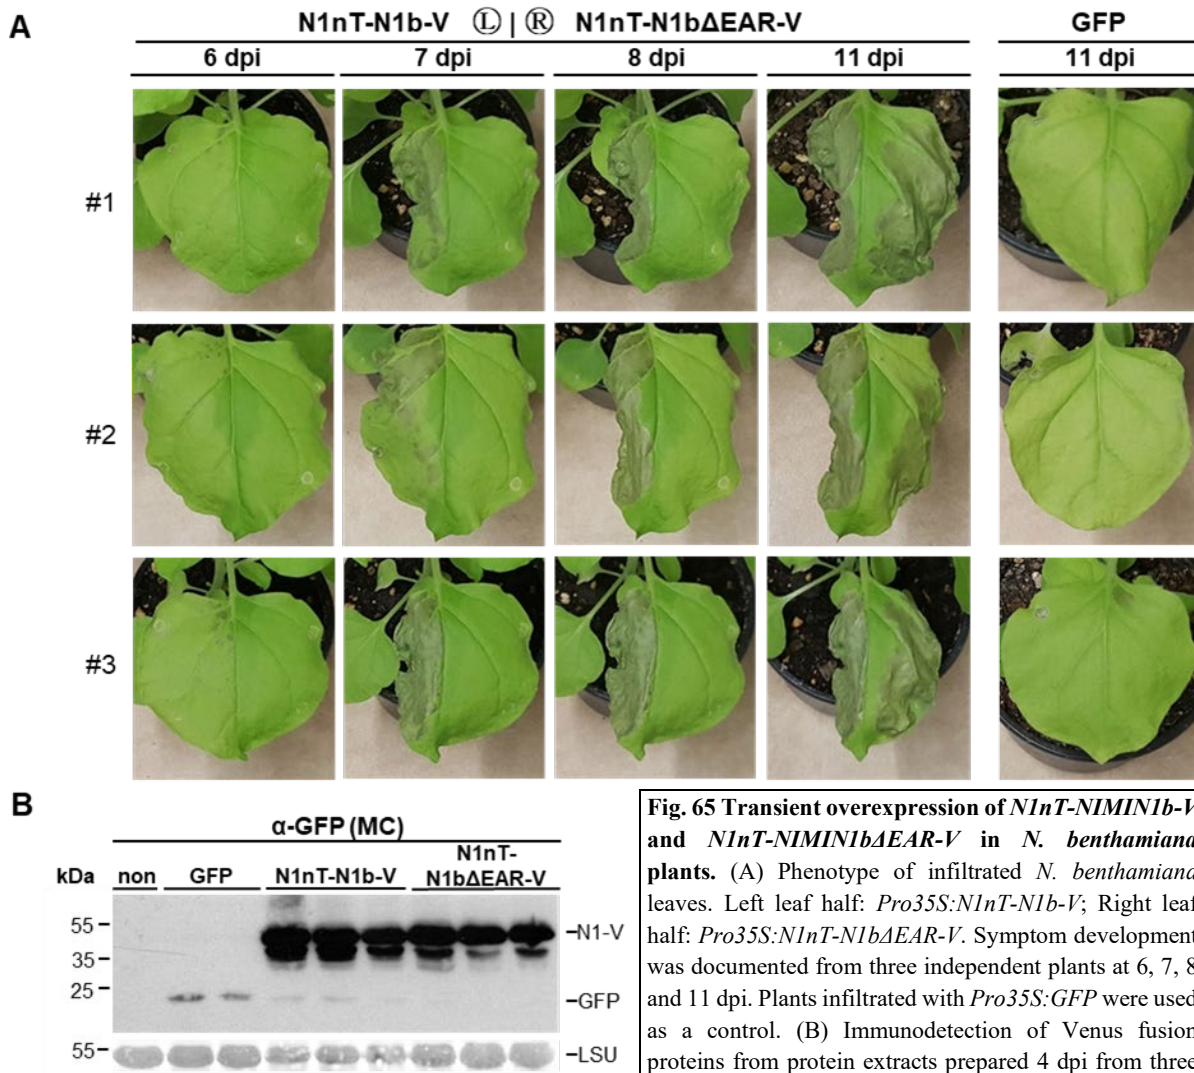 A
N1nT-N1b-V Ⓛ | Ⓡ N1nT-N1bΔEAR-V
GFP
6 dpi
7 dpi
8 dpi
11 dpi
11 dpi
#1
#2
#3
B
α-GFP (MC)
kDa
non
GFP
N1nT-N1b-V
N1nT-
N1bΔEAR-V
55
35
25
55
N1-V
GFP
LSU
Fig. 65 Transient overexpression of N1nT-NIMIN1b-V
and N1nT-NIMIN1bΔEAR-V in N. benthamiana
plants. (A) Phenotype of infiltrated N. benthamiana
leaves. Left leaf half: Pro35S:N1nT-N1b-V; Right leaf
half: Pro35S:N1nT-N1bΔEAR-V. Symptom development
was documented from three independent plants at 6, 7, 8
and 11 dpi. Plants infiltrated with Pro35S:GFP were used
as a control. (B) Immunodetection of Venus fusion
proteins from protein extracts prepared 4 dpi from three